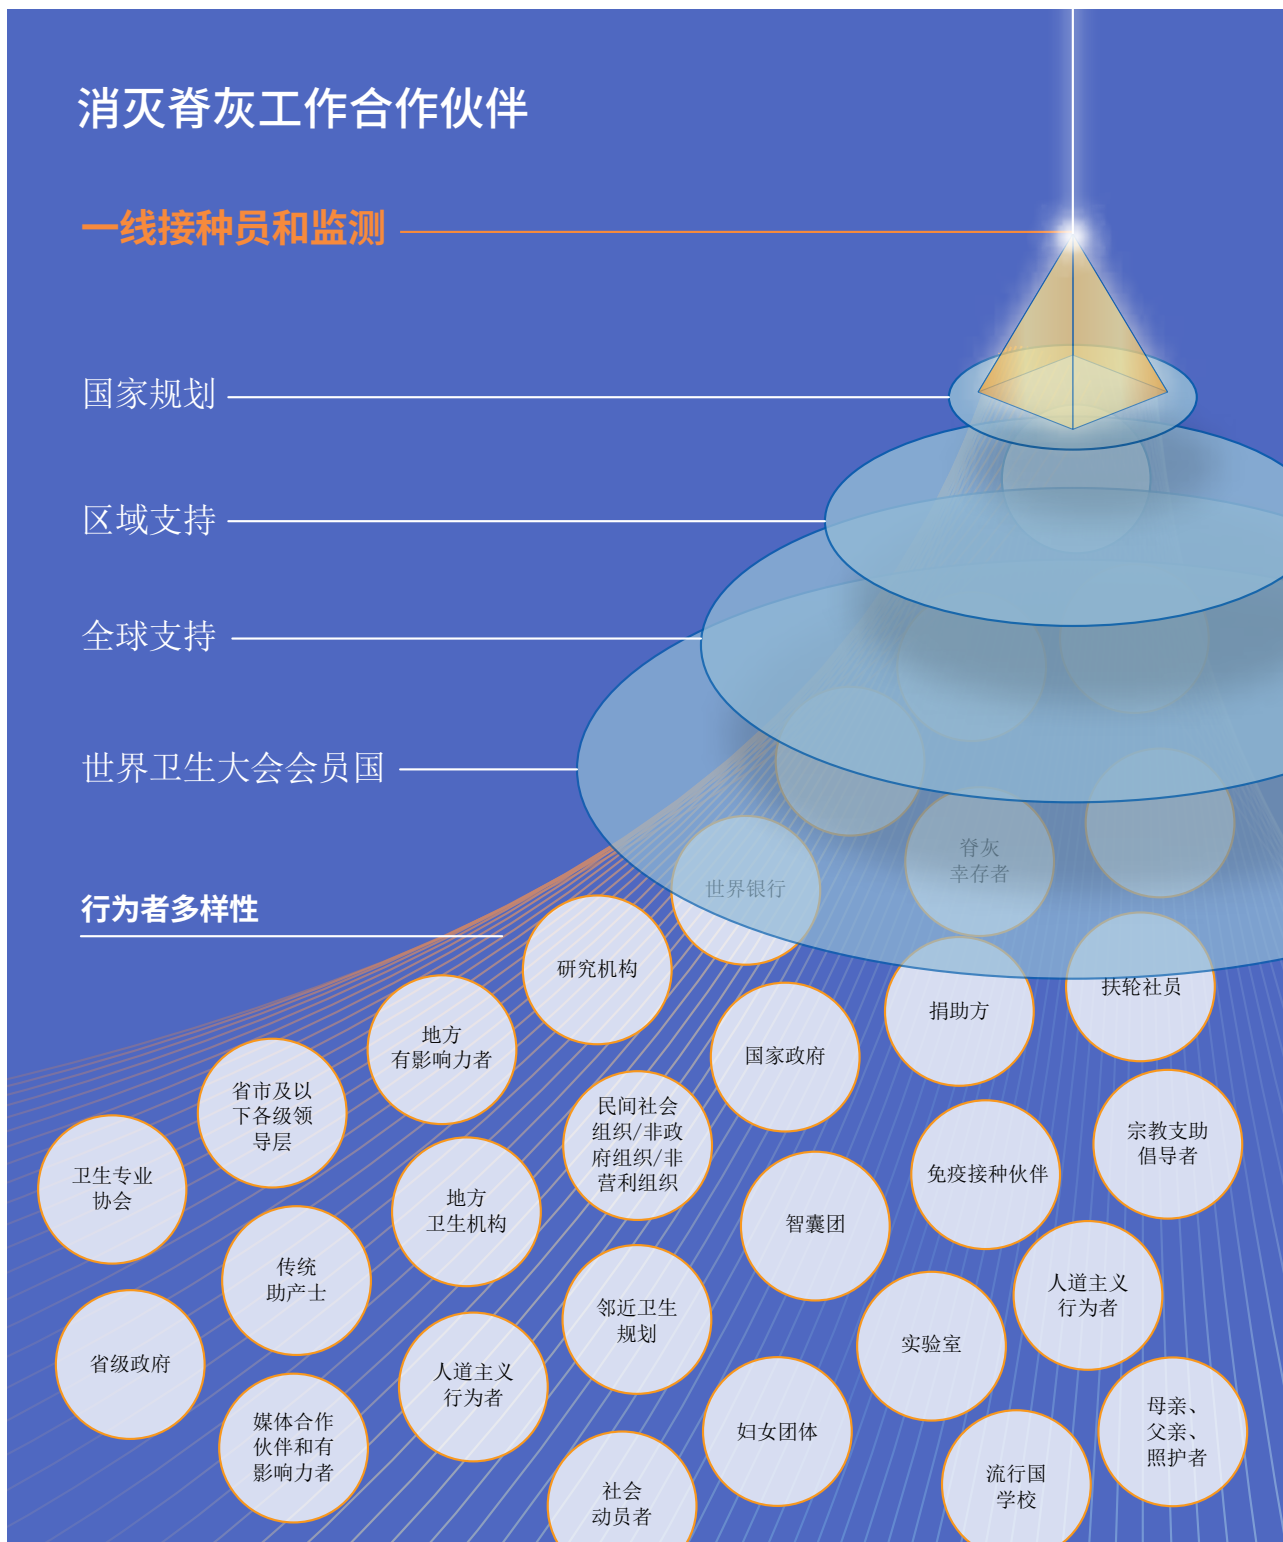 消灭脊灰工作合作伙伴
一线接种员和监测
国家规划
区域支持
全球支持
世界卫生大会会员国
行为者多样性
脊灰
幸存者
世界银行
研究机构
扶轮社员
捐助方
地方
有影响力者
国家政府
省市及以
下各级领
导层
民间社会
组织/非政
府组织/非
营利组织
宗教支助
倡导者
卫生专业
协会
免疫接种伙伴
地方
卫生机构
智囊团
传统
助产士
人道主义
行为者
邻近卫生
规划
实验室
省级政府
人道主义
行为者
母亲、
父亲、
照护者
媒体合作
伙伴和有
影响力者
妇女团体
流行国
学校
社会
动员者